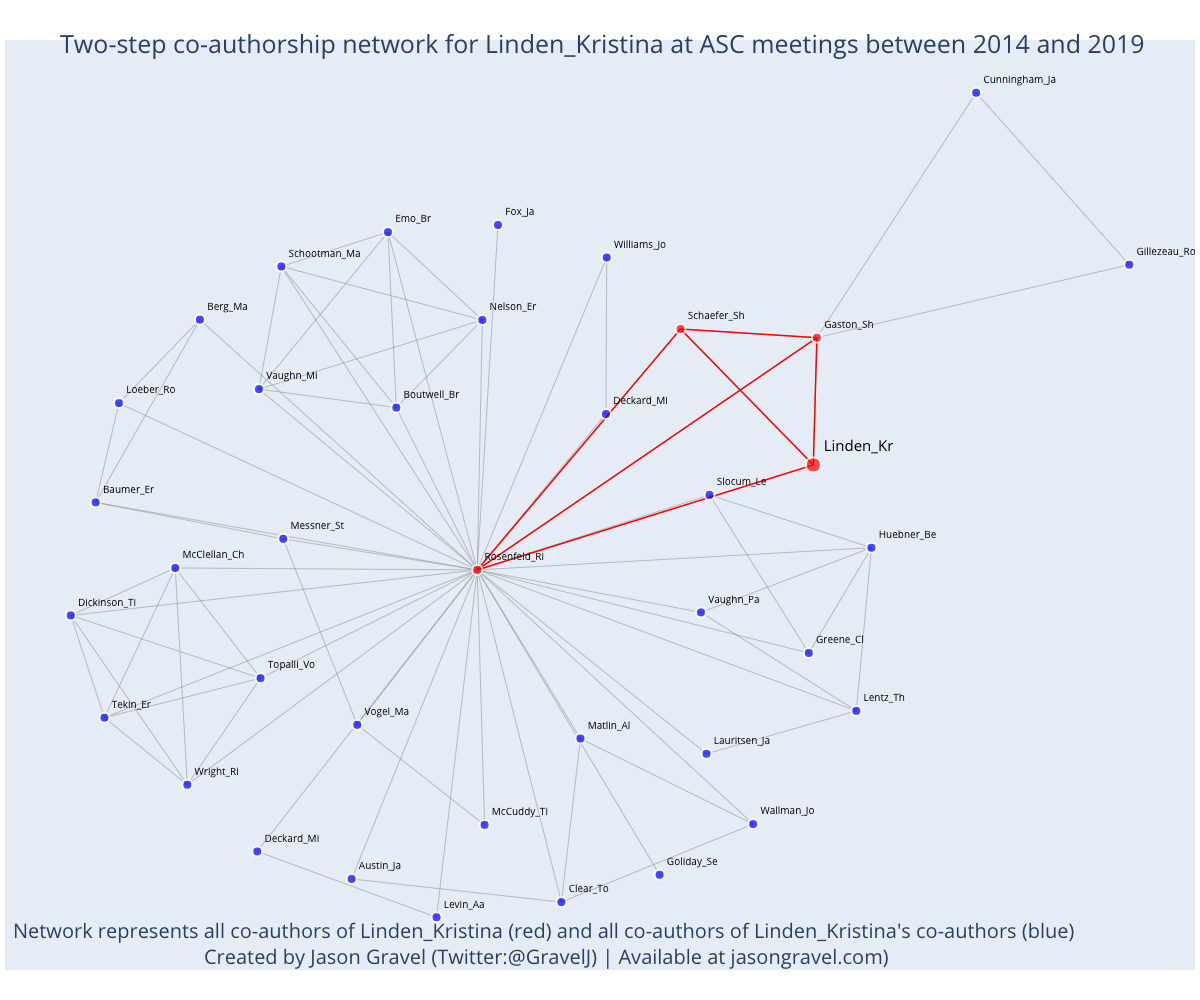 Two-step co-authorship network for Linden_Kristina at ASC meetings between 2014 and 2019
Cunningham_Ja
Emo_Br
Fox_Ja
Williams_Jo
Schootman_Ma
Gillezeau_Ro
Berg_Ma
Nelson_Er
Schaefer_Sh
Gaston_Sh
Vaughn_Mi
Loeber_Ro
Boutwell_Br
Deckard_Mi
Linden_Kr
Baumer_Er
Slocum_Le
Messner_St
Huebner_Be
McClellan_Ch
Rosenfeld_Ri
Dickinson_Ti
Vaughn_Pa
Greene_Cl
Topalli_Vo
Tekin_Er
Vogel_Ma
Lentz_Th
Matlin_Al
Lauritsen_Ja
Wright_Ri
McCuddy_Ti
Wallman_Jo
Deckard_Mi
Austin_Ja
Goliday_Se
Clear_To
Levin_Aa
Network represents all co-authors of Linden_Kristina (red) and all co-authors of Linden_Kristina's co-authors (blue)
Created by Jason Gravel (Twitter:@GravelJ) | Available at jasongravel.com)